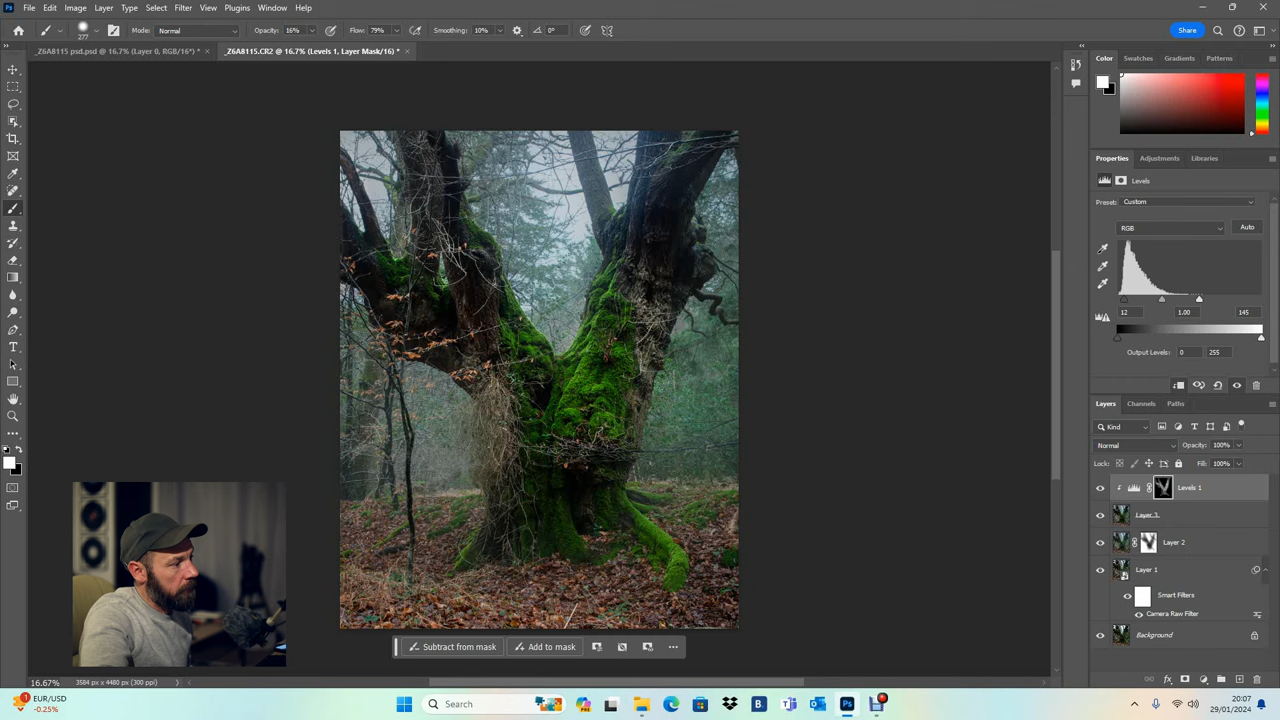 Ps File Edit Image Layer Type Select Filter View Plugins Window Help
277 Mode: Normal Opacity: 16% Flow: 79% Smoothing: 10% 0° Share
_Z6A8115 psd.psd @ 16.7% (Layer 0, RGB/16*) * × _Z6A8115.CR2 @ 16.7% (Levels 1, Layer Mask/16) * ×
Color Swatches Gradients Patterns
Properties Adjustments Libraries
Levels
Preset: Custom
RGB Auto
12 1.00 145
Output Levels: 0 255
Layers Channels Paths
Kind
Normal Opacity: 100%
Lock: Fill: 100%
Levels 1
Layer 3
Layer 2
Layer 1
Smart Filters
Camera Raw Filter
Background
Subtract from mask Add to mask
16.67% 3584 px x 4480 px (300 ppi)
EUR/USD
-0.25%
Search
20:07
29/01/2024